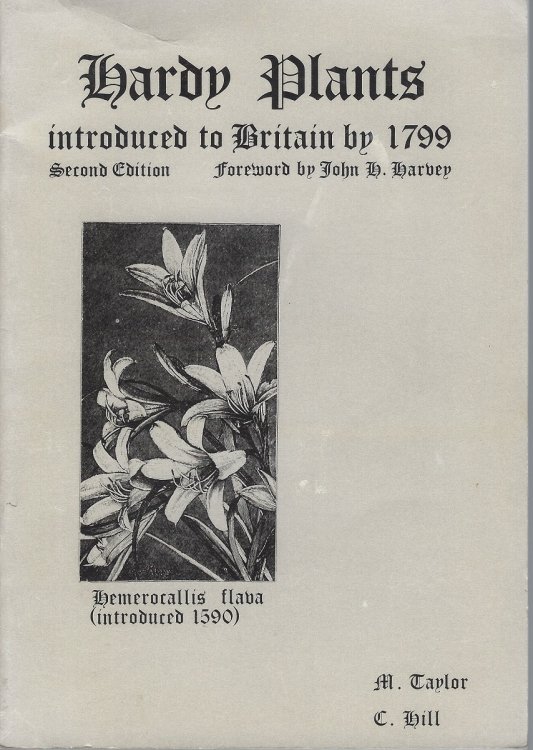 Hardy Plants
introduced to Britain by 1799
Second Edition Foreword by John H. Harvey
Hemerocallis flava
(introduced 1590)
M. Taylor
C. Hill